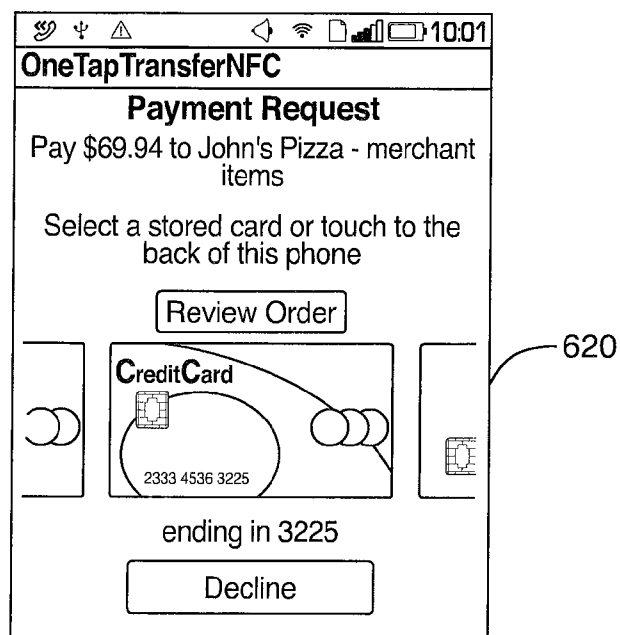 10:01
OneTapTransferNFC
Payment Request
Pay $69.94 to John's Pizza - merchant
items
Select a stored card or touch to the
back of this phone
Review Order
620
CreditCard
2333 4536 3225
ending in 3225
Decline